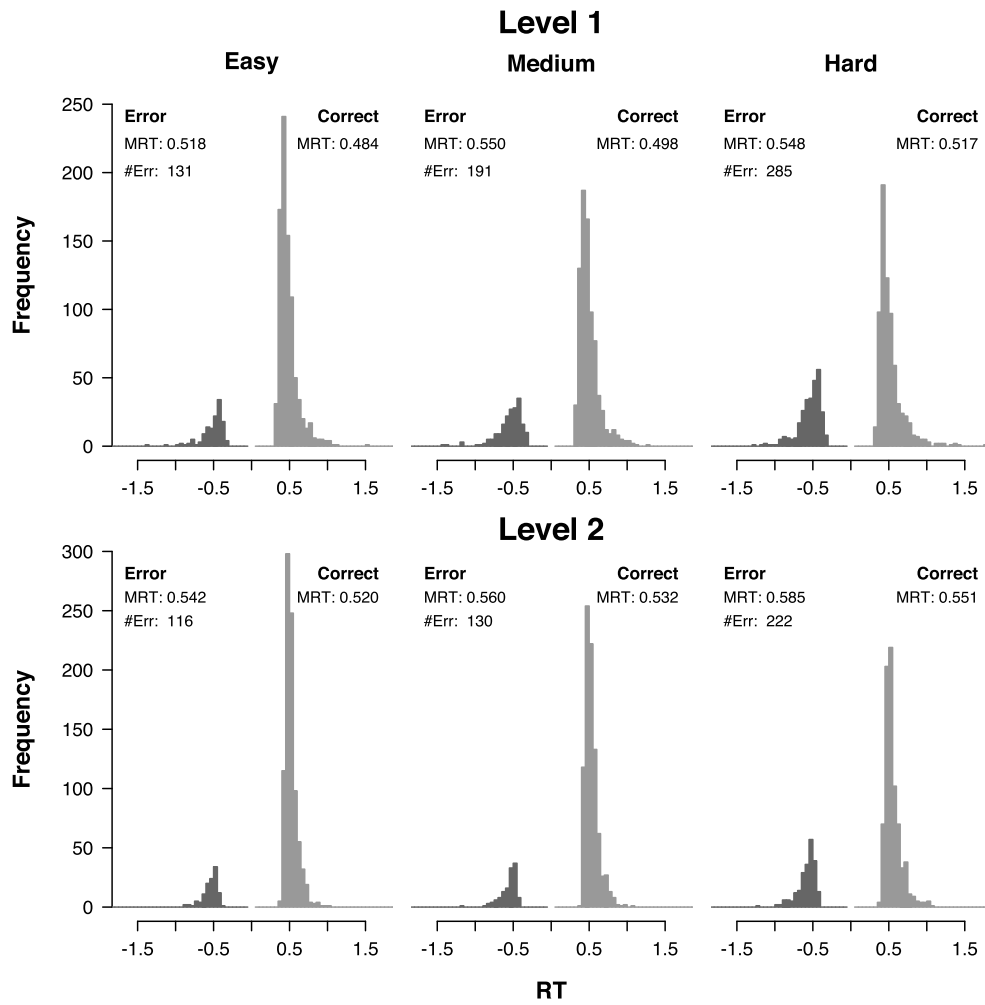 Level 1
Easy Medium Hard
Error Correct Error Correct Error Correct
MRT: 0.518 MRT: 0.484 MRT: 0.550 MRT: 0.498 MRT: 0.548 MRT: 0.517
#Err: 131 #Err: 191 #Err: 285
250
200
150
100
50
0
Frequency
-1.5 -0.5 0.5 1.5 -1.5 -0.5 0.5 1.5 -1.5 -0.5 0.5 1.5
Level 2
Error Correct Error Correct Error Correct
MRT: 0.542 MRT: 0.520 MRT: 0.560 MRT: 0.532 MRT: 0.585 MRT: 0.551
#Err: 116 #Err: 130 #Err: 222
300
250
200
150
100
50
0
Frequency
-1.5 -0.5 0.5 1.5 -1.5 -0.5 0.5 1.5 -1.5 -0.5 0.5 1.5
RT